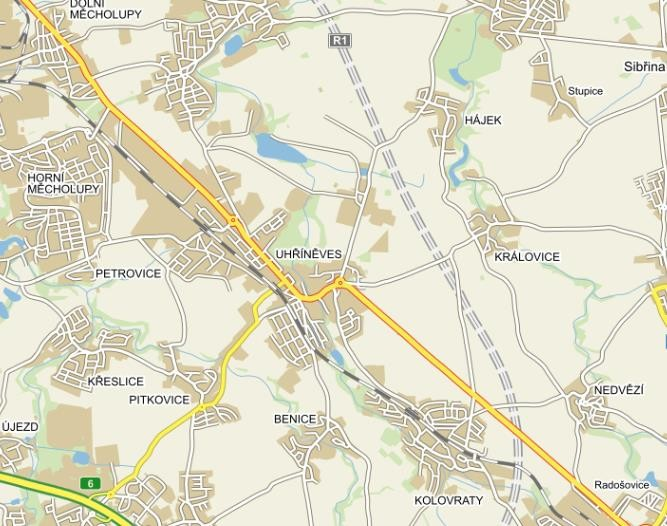 DOLNÍ
MĚCHOLUPY
R1
Sibřina
Stupice
HÁJEK
HORNÍ
MĚCHOLUPY
UHŘÍNĚVES
KRÁLOVICE
PETROVICE
KŘESLICE
PITKOVICE
NEDVĚZÍ
BENICE
ÚJEZD
6
Radošovice
KOLOVRATY